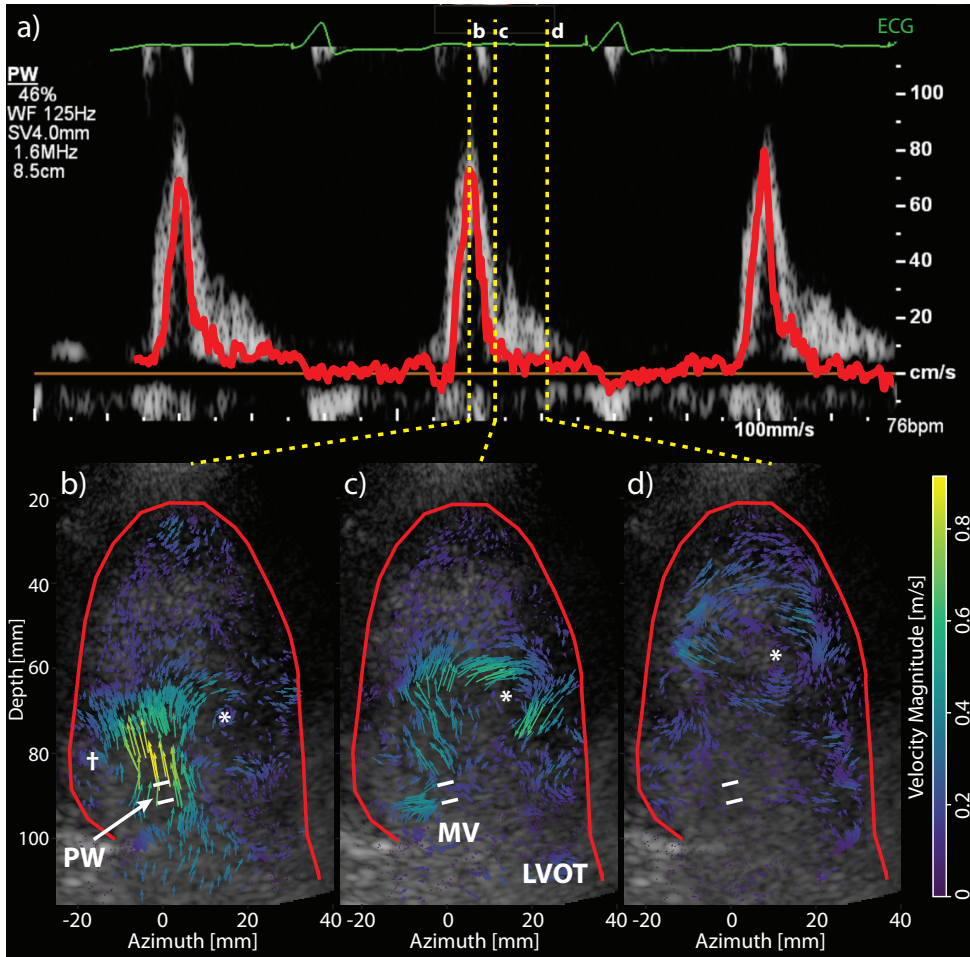 a)
ECG
b
c
d
PW
46%
WF 125Hz
SV4.0mm
1.6MHz
8.5cm
100
80
60
40
20
cm/s
100mm/s
76bpm
b)
c)
d)
20
40
60
80
100
Depth [mm]
*
*
*
†
PW
MV
LVOT
-20 0 20
-20 0 20
-20 0 20 40
Azimuth [mm]
Azimuth [mm]
Azimuth [mm]
0.8
0.6
0.4
0.2
0
Velocity Magnitude [m/s]